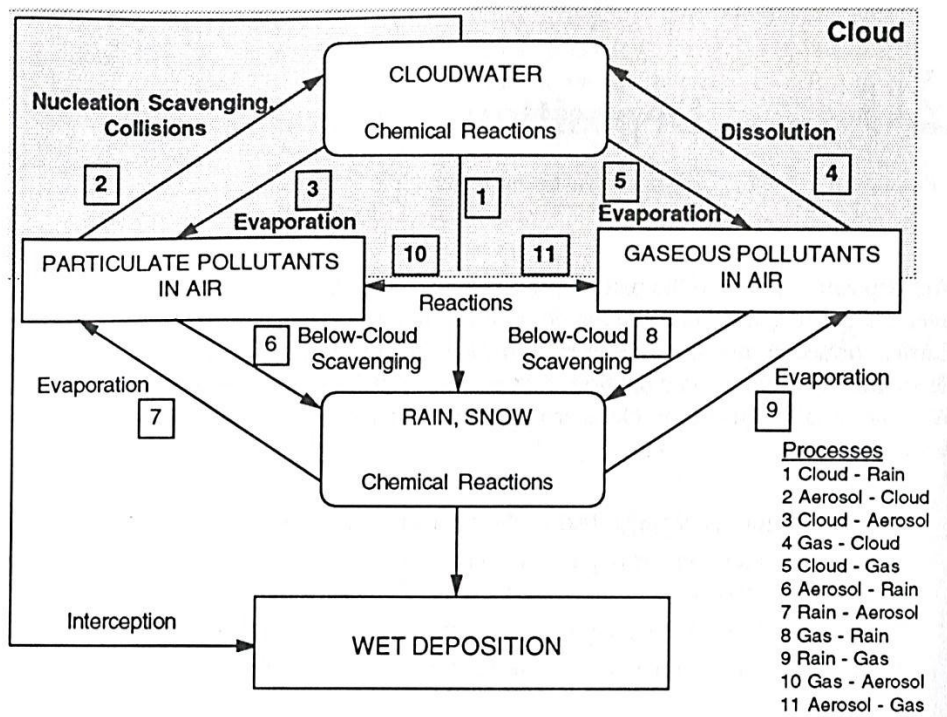 Cloud
CLOUDWATER
Chemical Reactions
Nucleation Scavenging,
Collisions
Dissolution
2
3
1
5
4
Evaporation
Evaporation
PARTICULATE POLLUTANTS
IN AIR
10
11
GASEOUS POLLUTANTS
IN AIR
Reactions
6
Below-Cloud
Scavenging
Below-Cloud
Scavenging
8
Evaporation
7
Evaporation
9
RAIN, SNOW
Chemical Reactions
Processes
1 Cloud - Rain
2 Aerosol - Cloud
3 Cloud - Aerosol
4 Gas - Cloud
5 Cloud - Gas
6 Aerosol - Rain
7 Rain - Aerosol
8 Gas - Rain
9 Rain - Gas
10 Gas - Aerosol
11 Aerosol - Gas
Interception
WET DEPOSITION